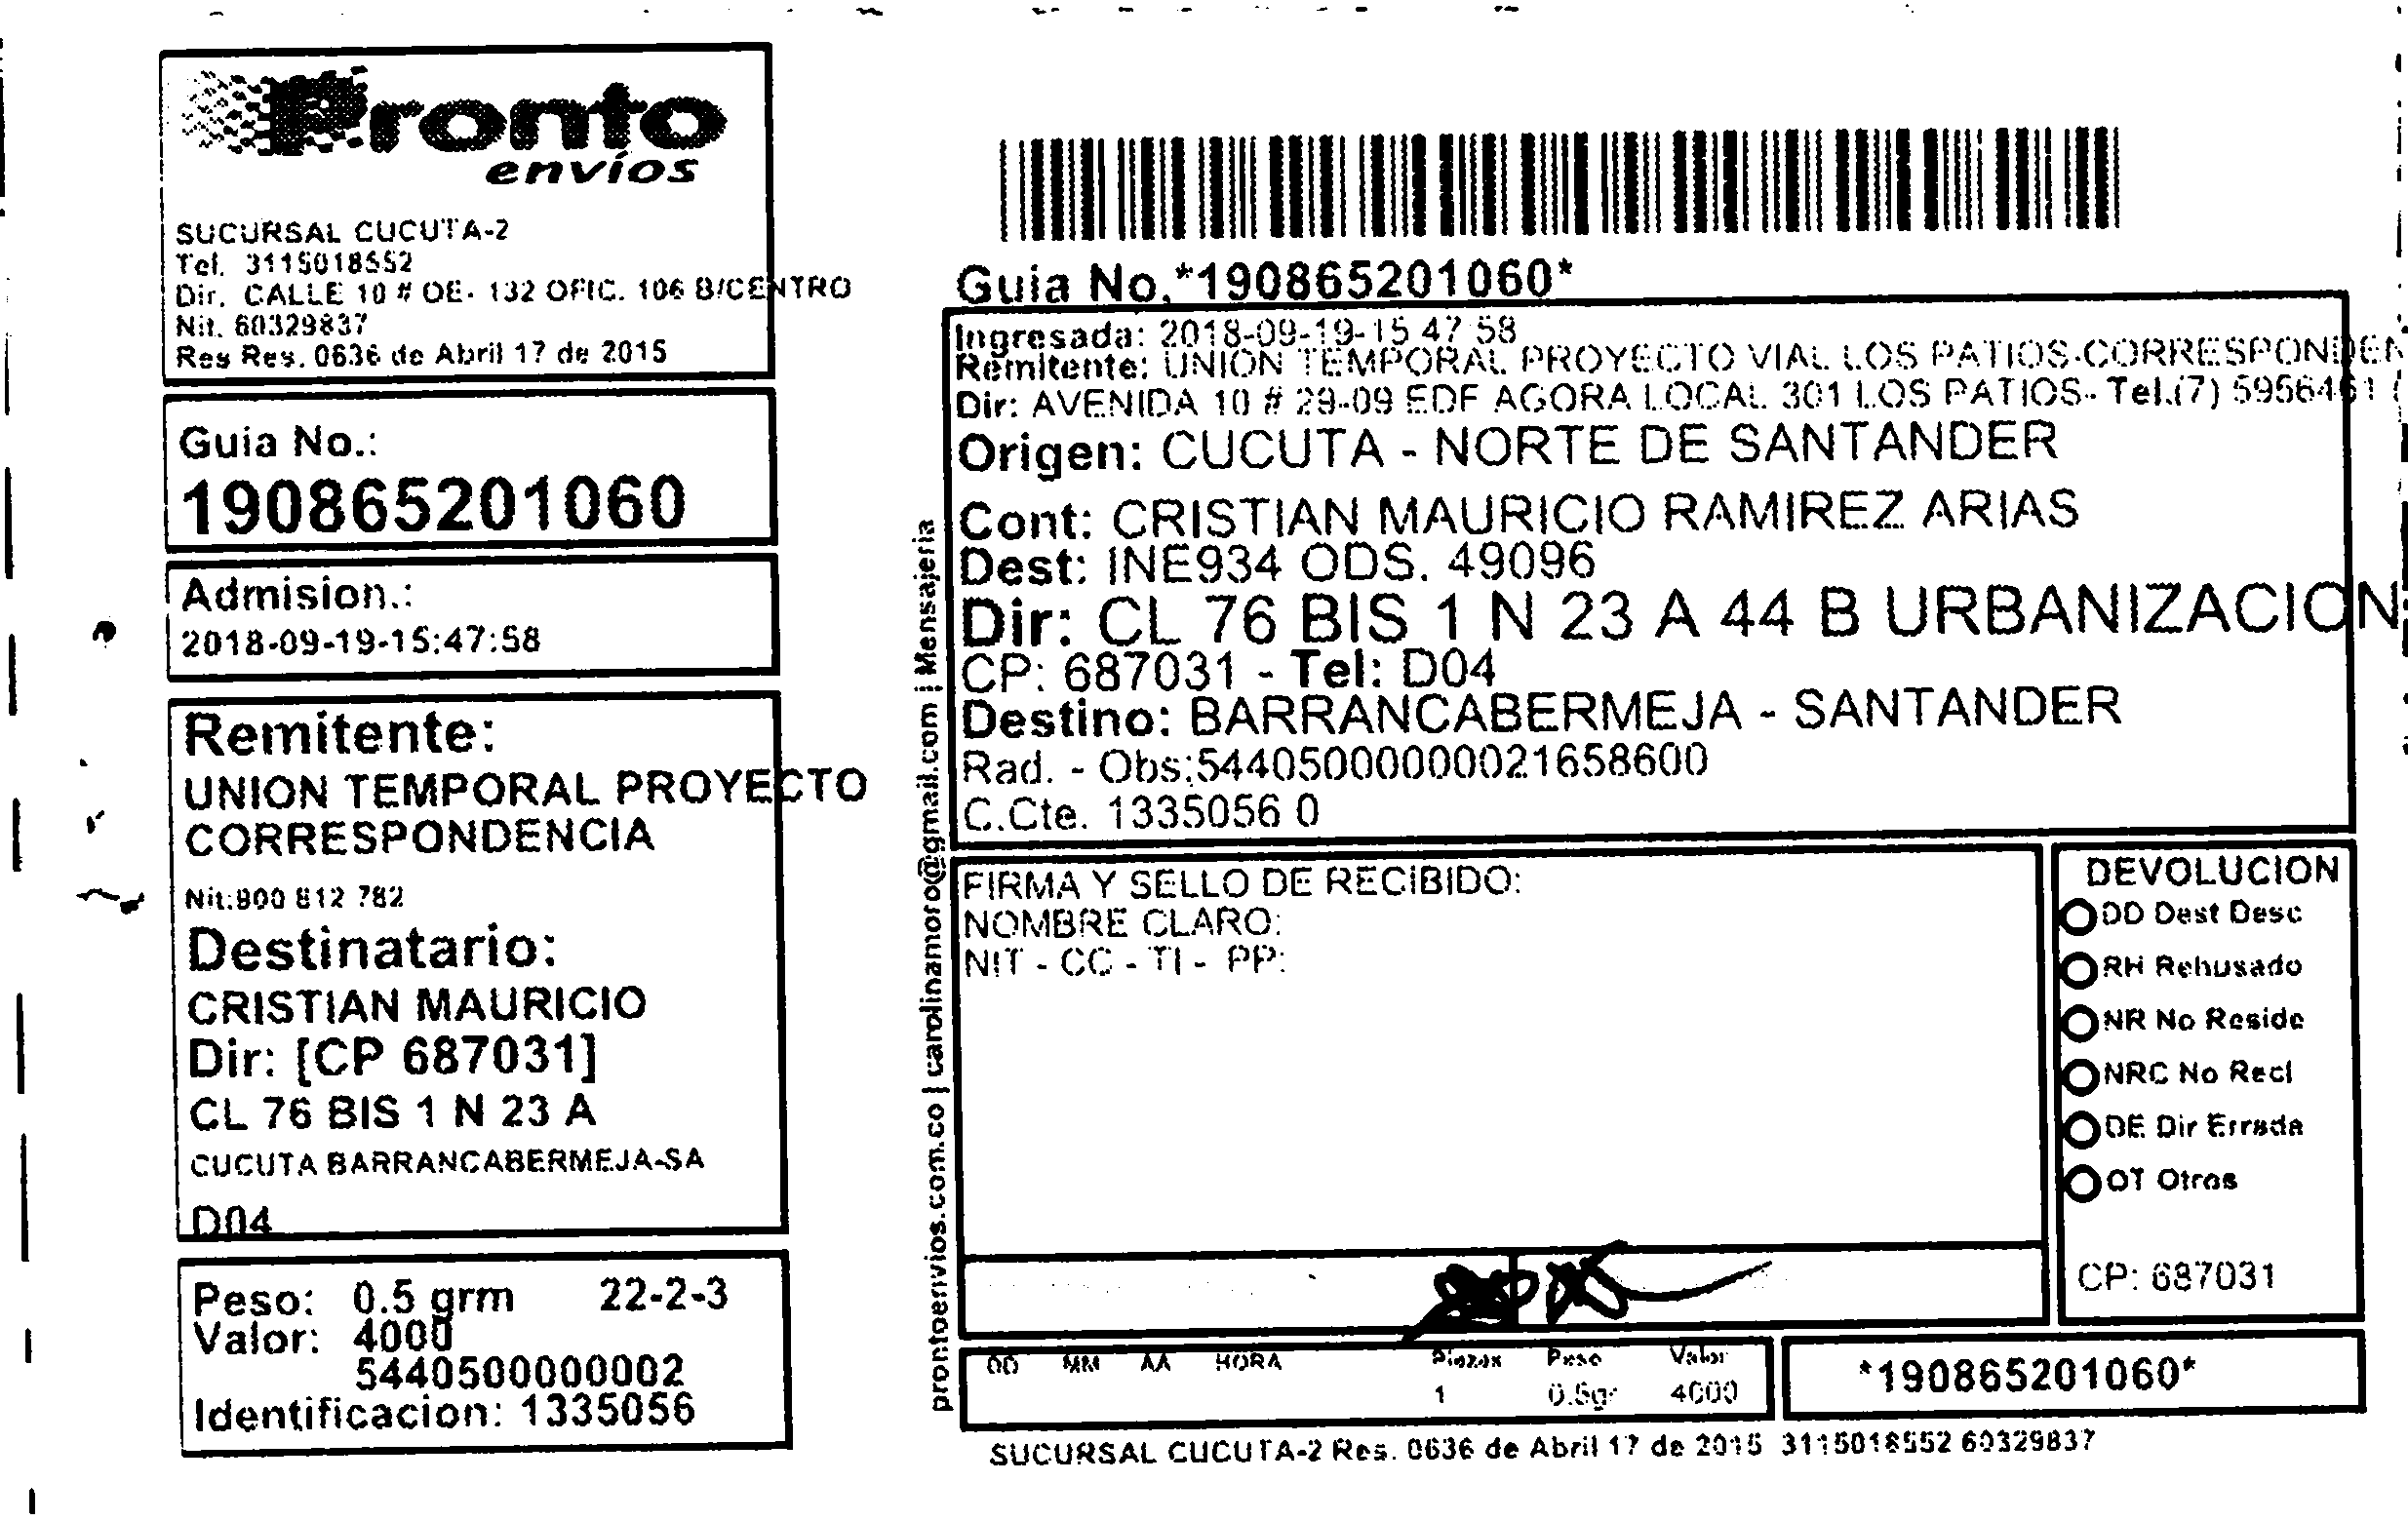 Pronto
envíos
SUCURSAL CUCUTA-2
Tel. 3115018552
Dir. CALLE 10 # OE- 132 OFIC. 106 B/CENTRO
Nit. 60329837
Res Res. 0636 de Abril 17 de 2015
Guia No.:
190865201060
Admision.:
2018-09-19-15:47:58
Remitente:
UNION TEMPORAL PROYECTO
CORRESPONDENCIA
Nit:900 812 782
Destinatario:
CRISTIAN MAURICIO
Dir: [CP 687031]
CL 76 BIS 1 N 23 A
CUCUTA BARRANCABERMEJA-SA
D04
Peso: 0.5 grm 22-2-3
Valor: 4000
5440500000002
Identificacion: 1335056
prontoenvios.com.co | carolinamoro@gmail.com | Mensajeria
Guia No.*190865201060*
Ingresada: 2018-09-19-15 47 58
Remitente: UNION TEMPORAL PROYECTO VIAL LOS PATIOS-CORRESPONDEN
Dir: AVENIDA 10 # 29-09 EDF AGORA LOCAL 301 LOS PATIOS- Tel.(7) 5956461 (
Origen: CUCUTA - NORTE DE SANTANDER
Cont: CRISTIAN MAURICIO RAMIREZ ARIAS
Dest: INE934 ODS. 49096
Dir: CL 76 BIS 1 N 23 A 44 B URBANIZACION
CP: 687031 - Tel: D04
Destino: BARRANCABERMEJA - SANTANDER
Rad. - Obs:54405000000021658600
C.Cte. 1335056 0
FIRMA Y SELLO DE RECIBIDO:
NOMBRE CLARO:
NIT - CC - TI - PP:
DEVOLUCION
DD Dest Desc
RH Rehusado
NR No Reside
NRC No Recl
DE Dir Errada
OT Otros
CP: 687031
DD MM AA HORA Piezas Peso Valor
1 0.5gr 4000
*190865201060*
SUCURSAL CUCUTA-2 Res. 0636 de Abril 17 de 2015 3115018552 60329837